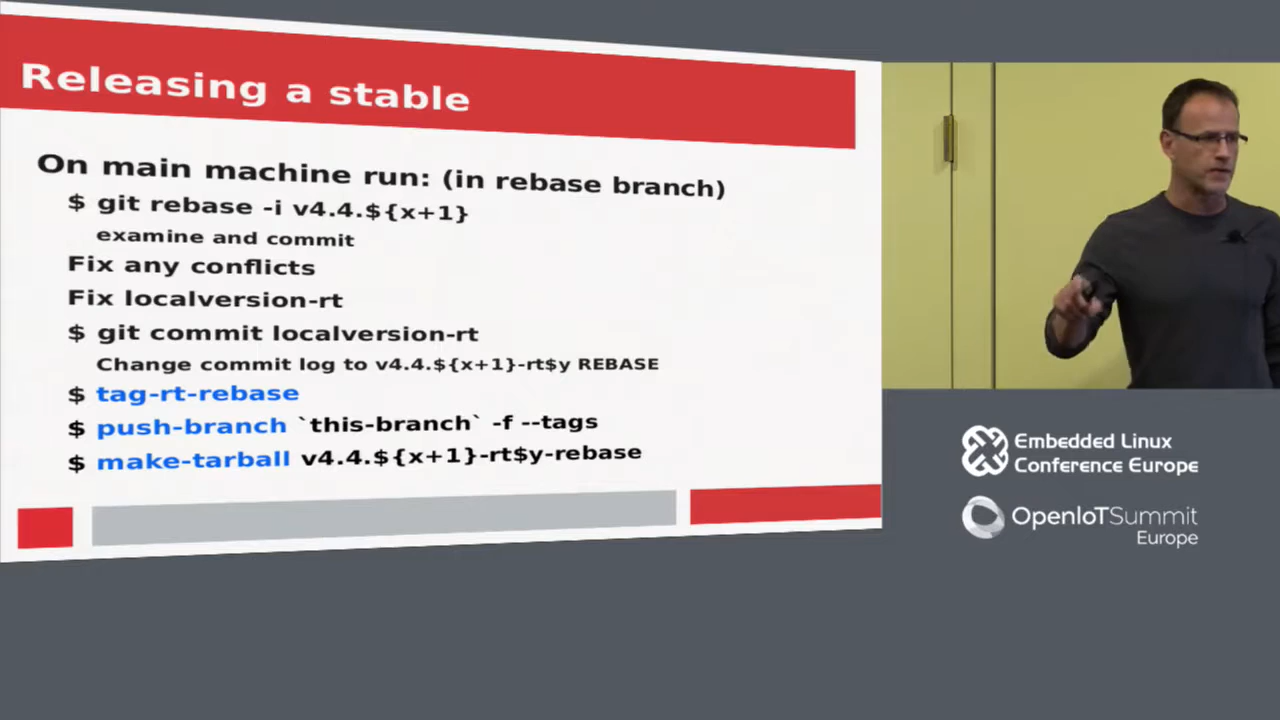 Releasing a stable
On main machine run: (in rebase branch)
$ git rebase -i v4.4.${x+1}
examine and commit
Fix any conflicts
Fix localversion-rt
$ git commit localversion-rt
Change commit log to v4.4.${x+1}-rt$y REBASE
$ tag-rt-rebase
$ push-branch `this-branch` -f --tags
$ make-tarball v4.4.${x+1}-rt$y-rebase
Embedded Linux
Conference Europe
OpenIoTSummit
Europe